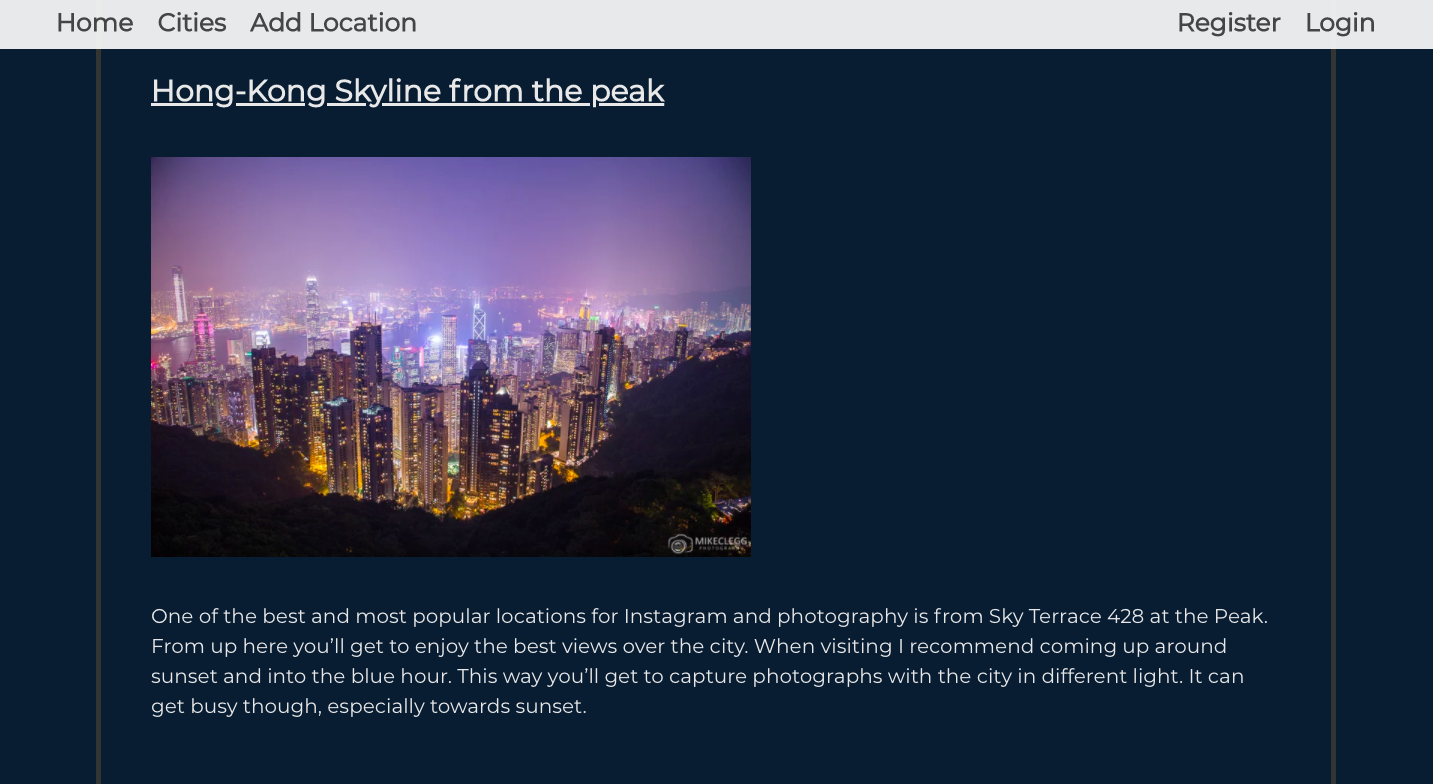 Home Cities Add Location Register Login
Hong-Kong Skyline from the peak
MIKECLEGG
PHOTOGRAPHY
One of the best and most popular locations for Instagram and photography is from Sky Terrace 428 at the Peak.
From up here you’ll get to enjoy the best views over the city. When visiting I recommend coming up around
sunset and into the blue hour. This way you’ll get to capture photographs with the city in different light. It can
get busy though, especially towards sunset.